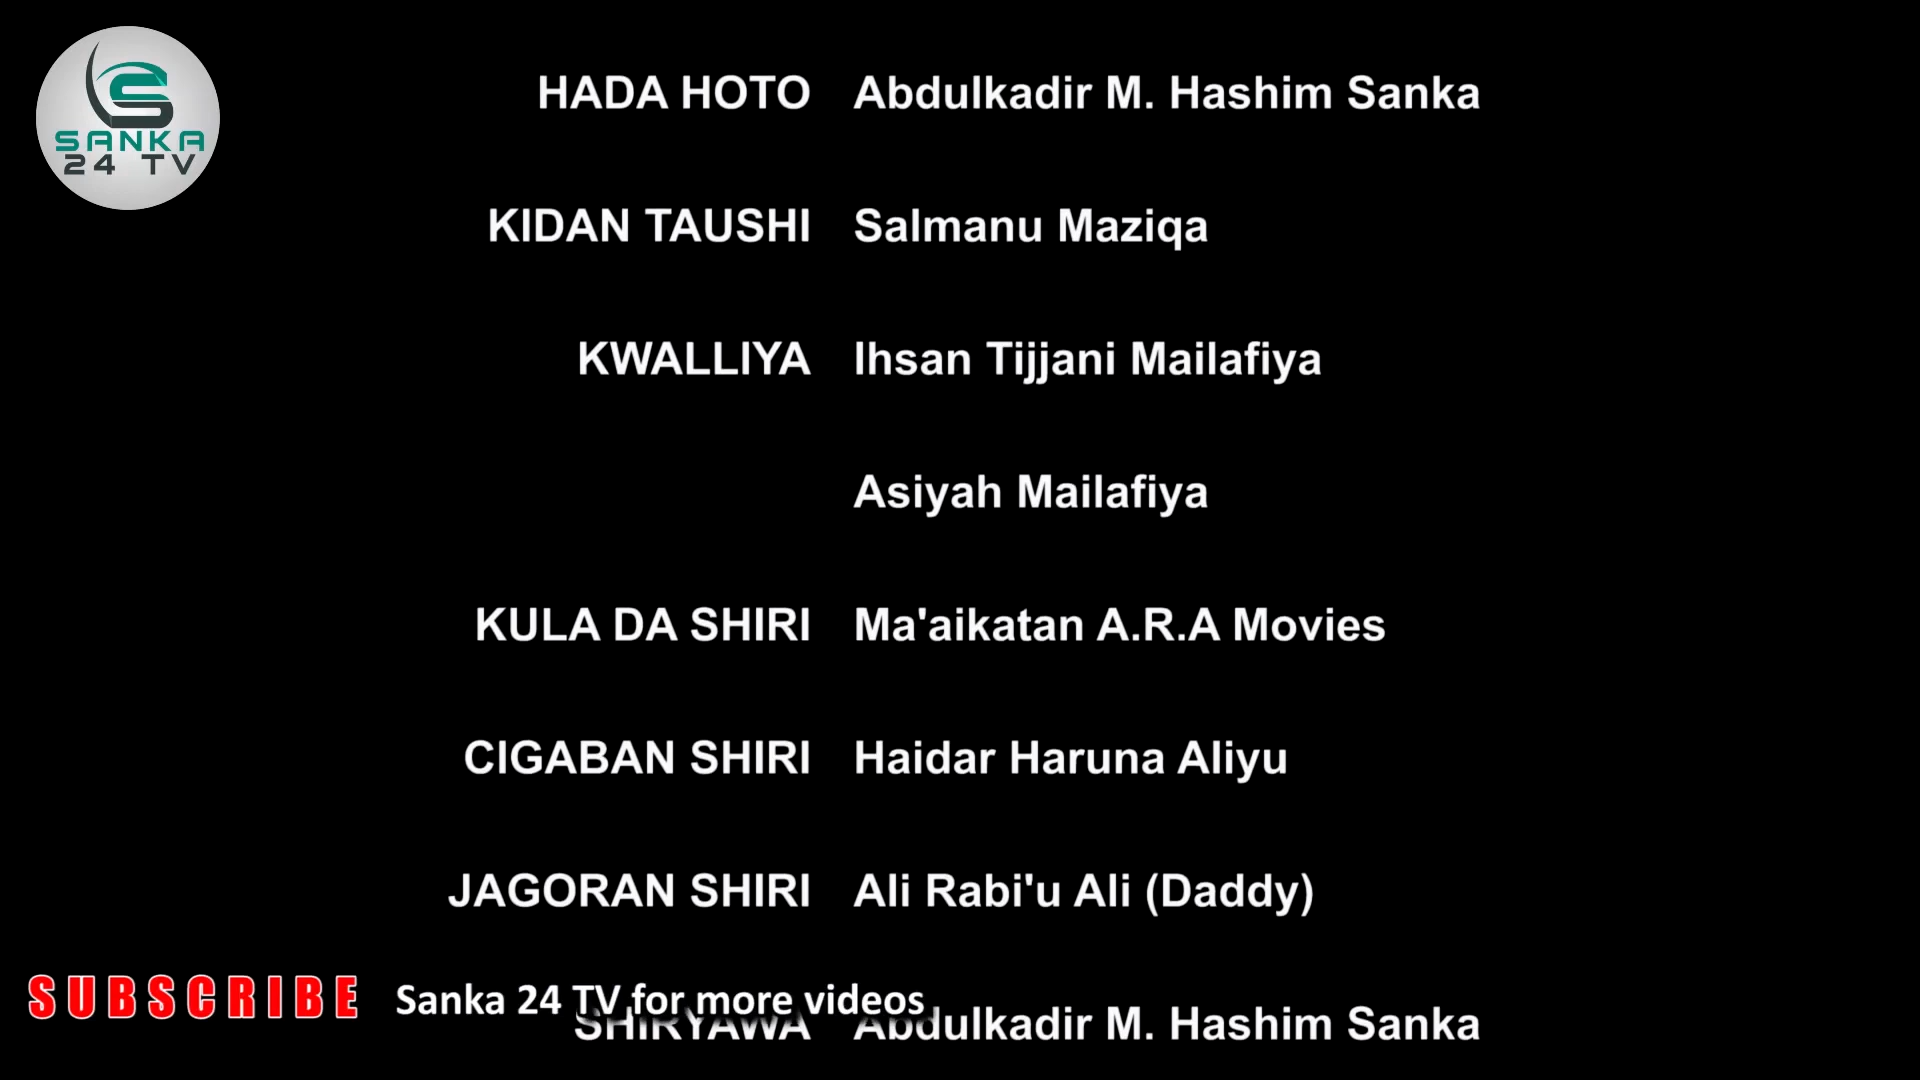 SANKA
24 TV
HADA HOTO Abdulkadir M. Hashim Sanka
KIDAN TAUSHI Salmanu Maziqa
KWALLIYA Ihsan Tijjani Mailafiya
Asiyah Mailafiya
KULA DA SHIRI Ma'aikatan A.R.A Movies
CIGABAN SHIRI Haidar Haruna Aliyu
JAGORAN SHIRI Ali Rabi'u Ali (Daddy)
SUBSCRIBE Sanka 24 TV for more videos
SHIRYAWA Abdulkadir M. Hashim Sanka